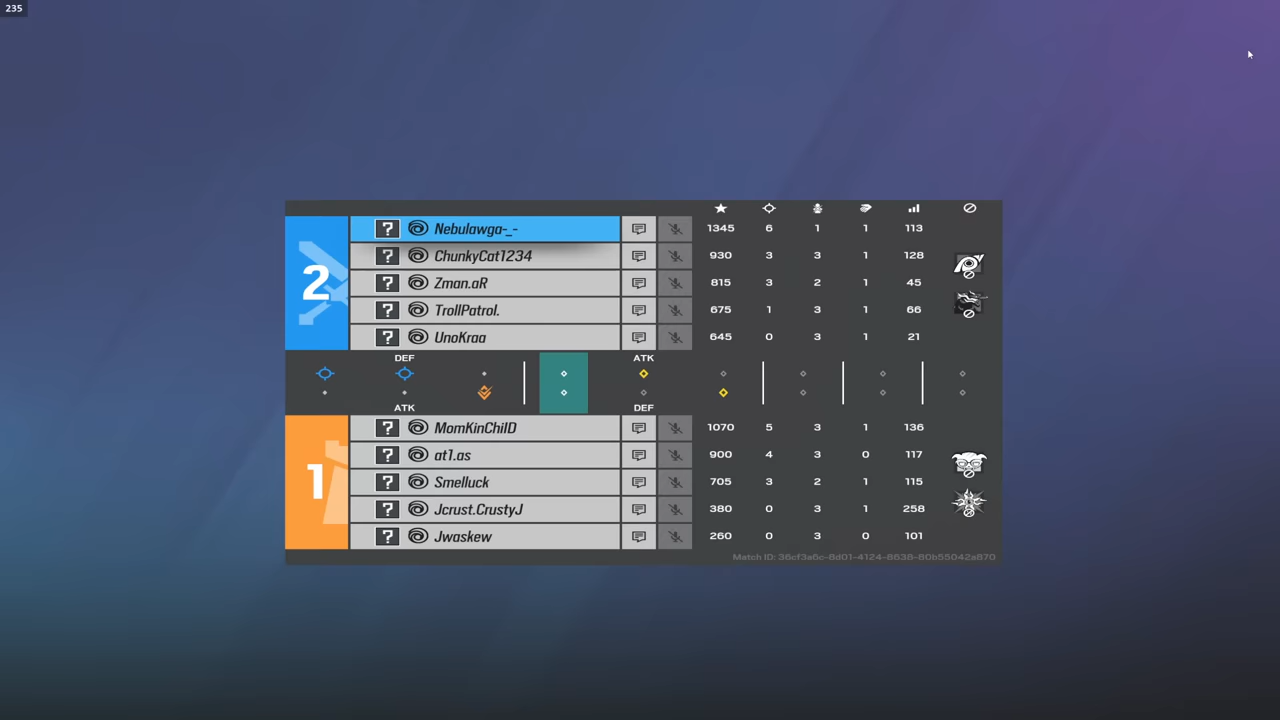 235
Nebulawga-_- 1345 6 1 1 113
2
ChunkyCat1234 930 3 3 1 128
Zman.aR 815 3 2 1 45
TrollPatrol. 675 1 3 1 66
UnoKraa 645 0 3 1 21
DEF ATK
ATK DEF
1
MomKinChilD 1070 5 3 1 136
at1.as 900 4 3 0 117
Smelluck 705 3 2 1 115
Jcrust.CrustyJ 380 0 3 1 258
Jwaskew 260 0 3 0 101
Match ID: 36cf3a6c-8d01-4124-8638-80b55042a870